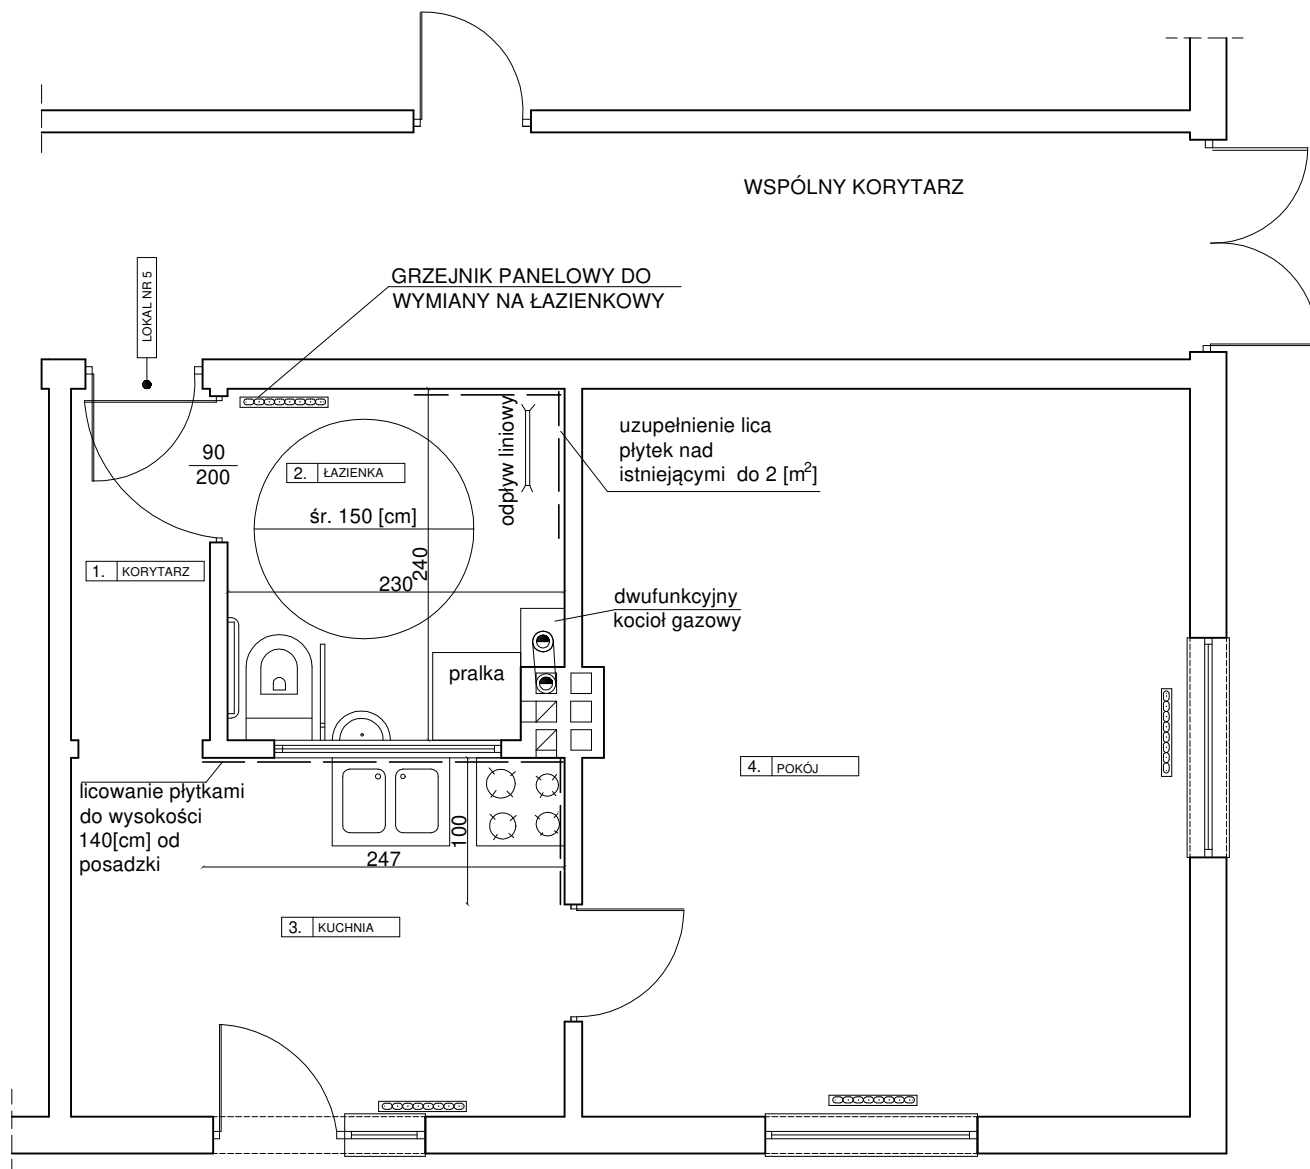 WSPÓLNY KORYTARZ
LOKAL NR 5
GRZEJNIK PANELOWY DO
WYMIANY NA ŁAZIENKOWY
90
200
2. ŁAZIENKA
śr. 150 [cm]
odpływ liniowy
uzupełnienie lica
płytek nad
istniejącymi do 2 [m²]
1. KORYTARZ
230
240
dwufunkcyjny
kocioł gazowy
pralka
4. POKÓJ
licowanie płytkami
do wysokości
140[cm] od
posadzki
247
100
3. KUCHNIA